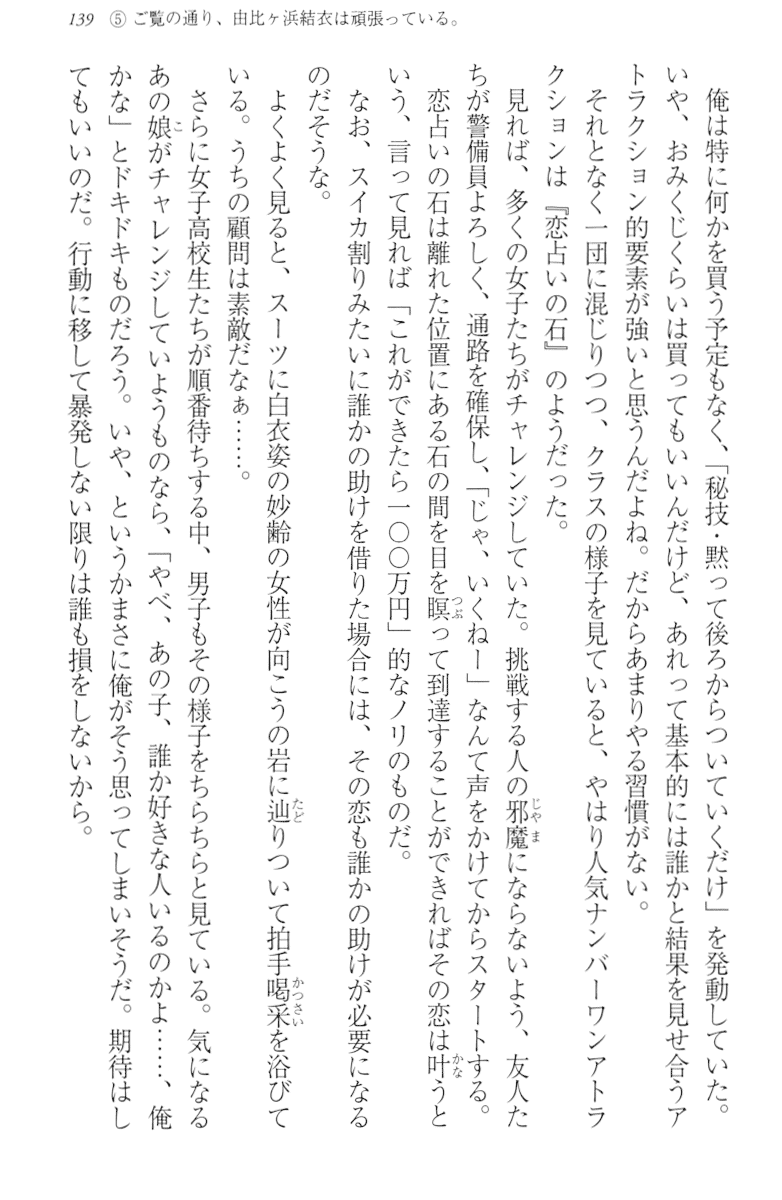 139 ⑤ ご覧の通り、由比ヶ浜結衣は頑張っている。
俺は特に何かを買う予定もなく、「秘技・黙って後ろからついていくだけ」を発動していた。
いや、おみくじくらいは買ってもいいんだけど、あれって基本的には誰かと結果を見せ合うア
トラクション的要素が強いと思うんだよね。だからあまりやる習慣がない。
それとなく一団に混じりつつ、クラスの様子を見ていると、やはり人気ナンバーワンアトラ
クションは『恋占いの石』のようだった。
見れば、多くの女子たちがチャレンジしていた。挑戦する人の邪魔にならないよう、友人た
ちが警備員よろしく、通路を確保し、「じゃ、いくねー」なんて声をかけてからスタートする。
恋占いの石は離れた位置にある石の間を目を瞑って到達することができればその恋は叶うと
いう、言って見れば「これができたら一〇〇万円」的なノリのものだ。
なお、スイカ割りみたいに誰かの助けを借りた場合には、その恋も誰かの助けが必要になる
のだそうな。
よくよく見ると、スーツに白衣姿の妙齢の女性が向こうの岩に辿りついて拍手喝采を浴びて
いる。うちの顧問は素敵だなぁ……。
さらに女子高校生たちが順番待ちする中、男子もその様子をちらちらと見ている。気になる
あの娘がチャレンジしていようものなら、「やべ、あの子、誰か好きな人いるのかよ……、俺
かな」とドキドキものだろう。いや、というかまさに俺がそう思ってしまいそうだ。期待はし
てもいいのだ。行動に移して暴発しない限りは誰も損をしないから。